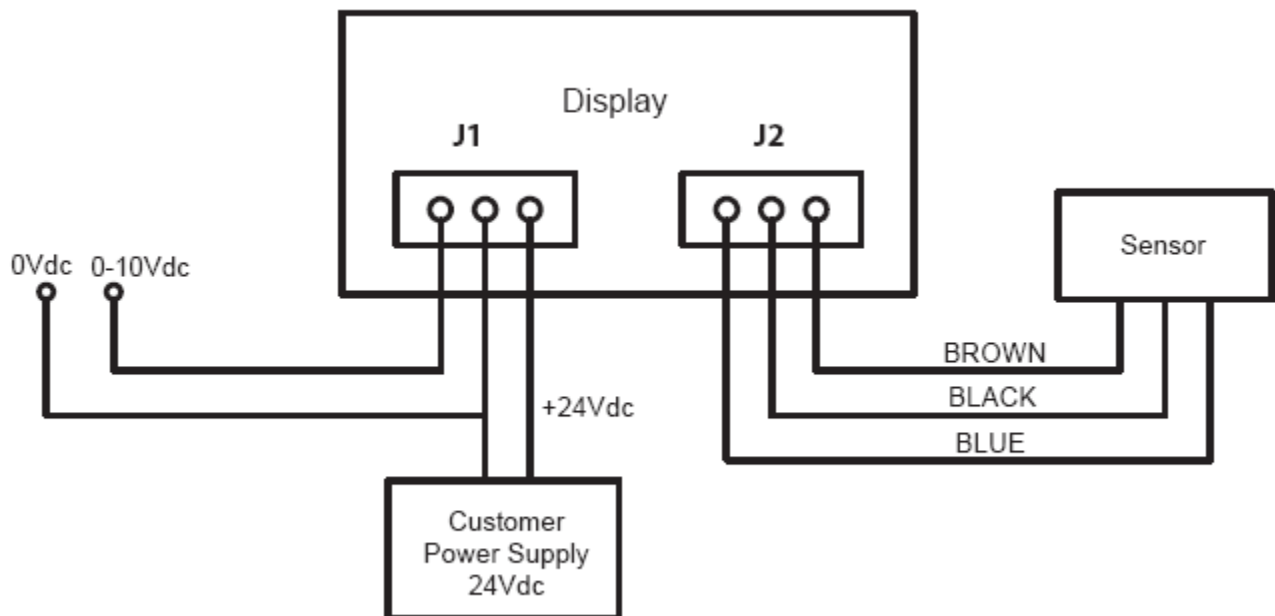 Display
J1
J2
0Vdc
0-10Vdc
Sensor
BROWN
BLACK
BLUE
+24Vdc
Customer
Power Supply
24Vdc